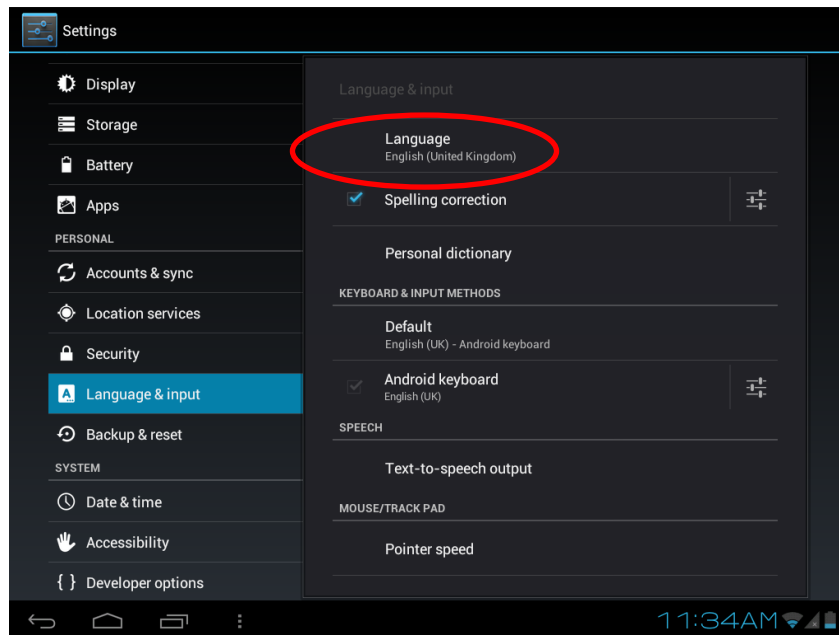 Settings
Display
Storage
Battery
Apps
PERSONAL
Accounts & sync
Location services
Security
Language & input
Backup & reset
SYSTEM
Date & time
Accessibility
{ } Developer options
Language & input
Language
English (United Kingdom)
Spelling correction
Personal dictionary
KEYBOARD & INPUT METHODS
Default
English (UK) - Android keyboard
Android keyboard
English (UK)
SPEECH
Text-to-speech output
MOUSE/TRACK PAD
Pointer speed
11:34AM